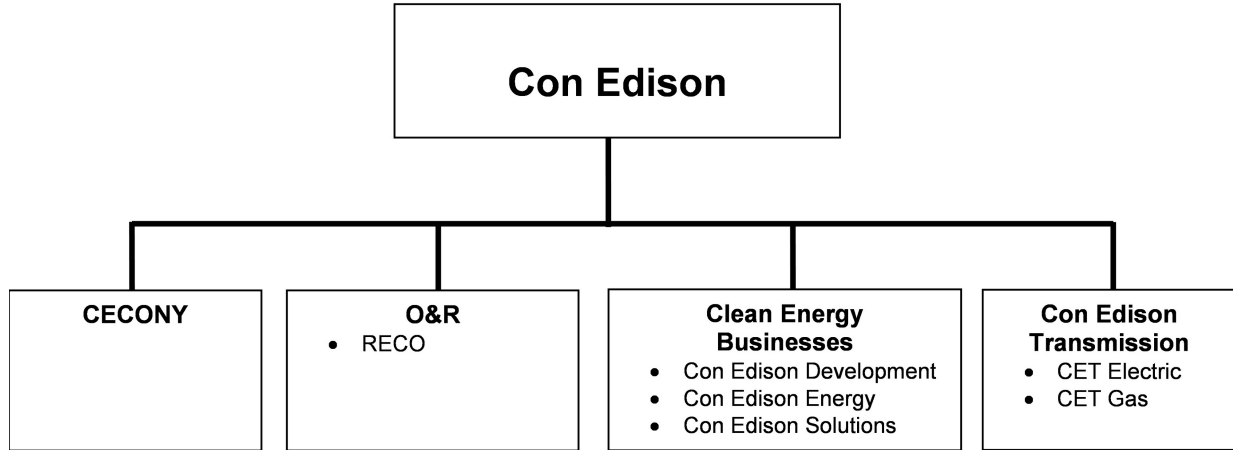 Con Edison
CECONY
O&R
• RECO
Clean Energy
Businesses
• Con Edison Development
• Con Edison Energy
• Con Edison Solutions
Con Edison
Transmission
• CET Electric
• CET Gas